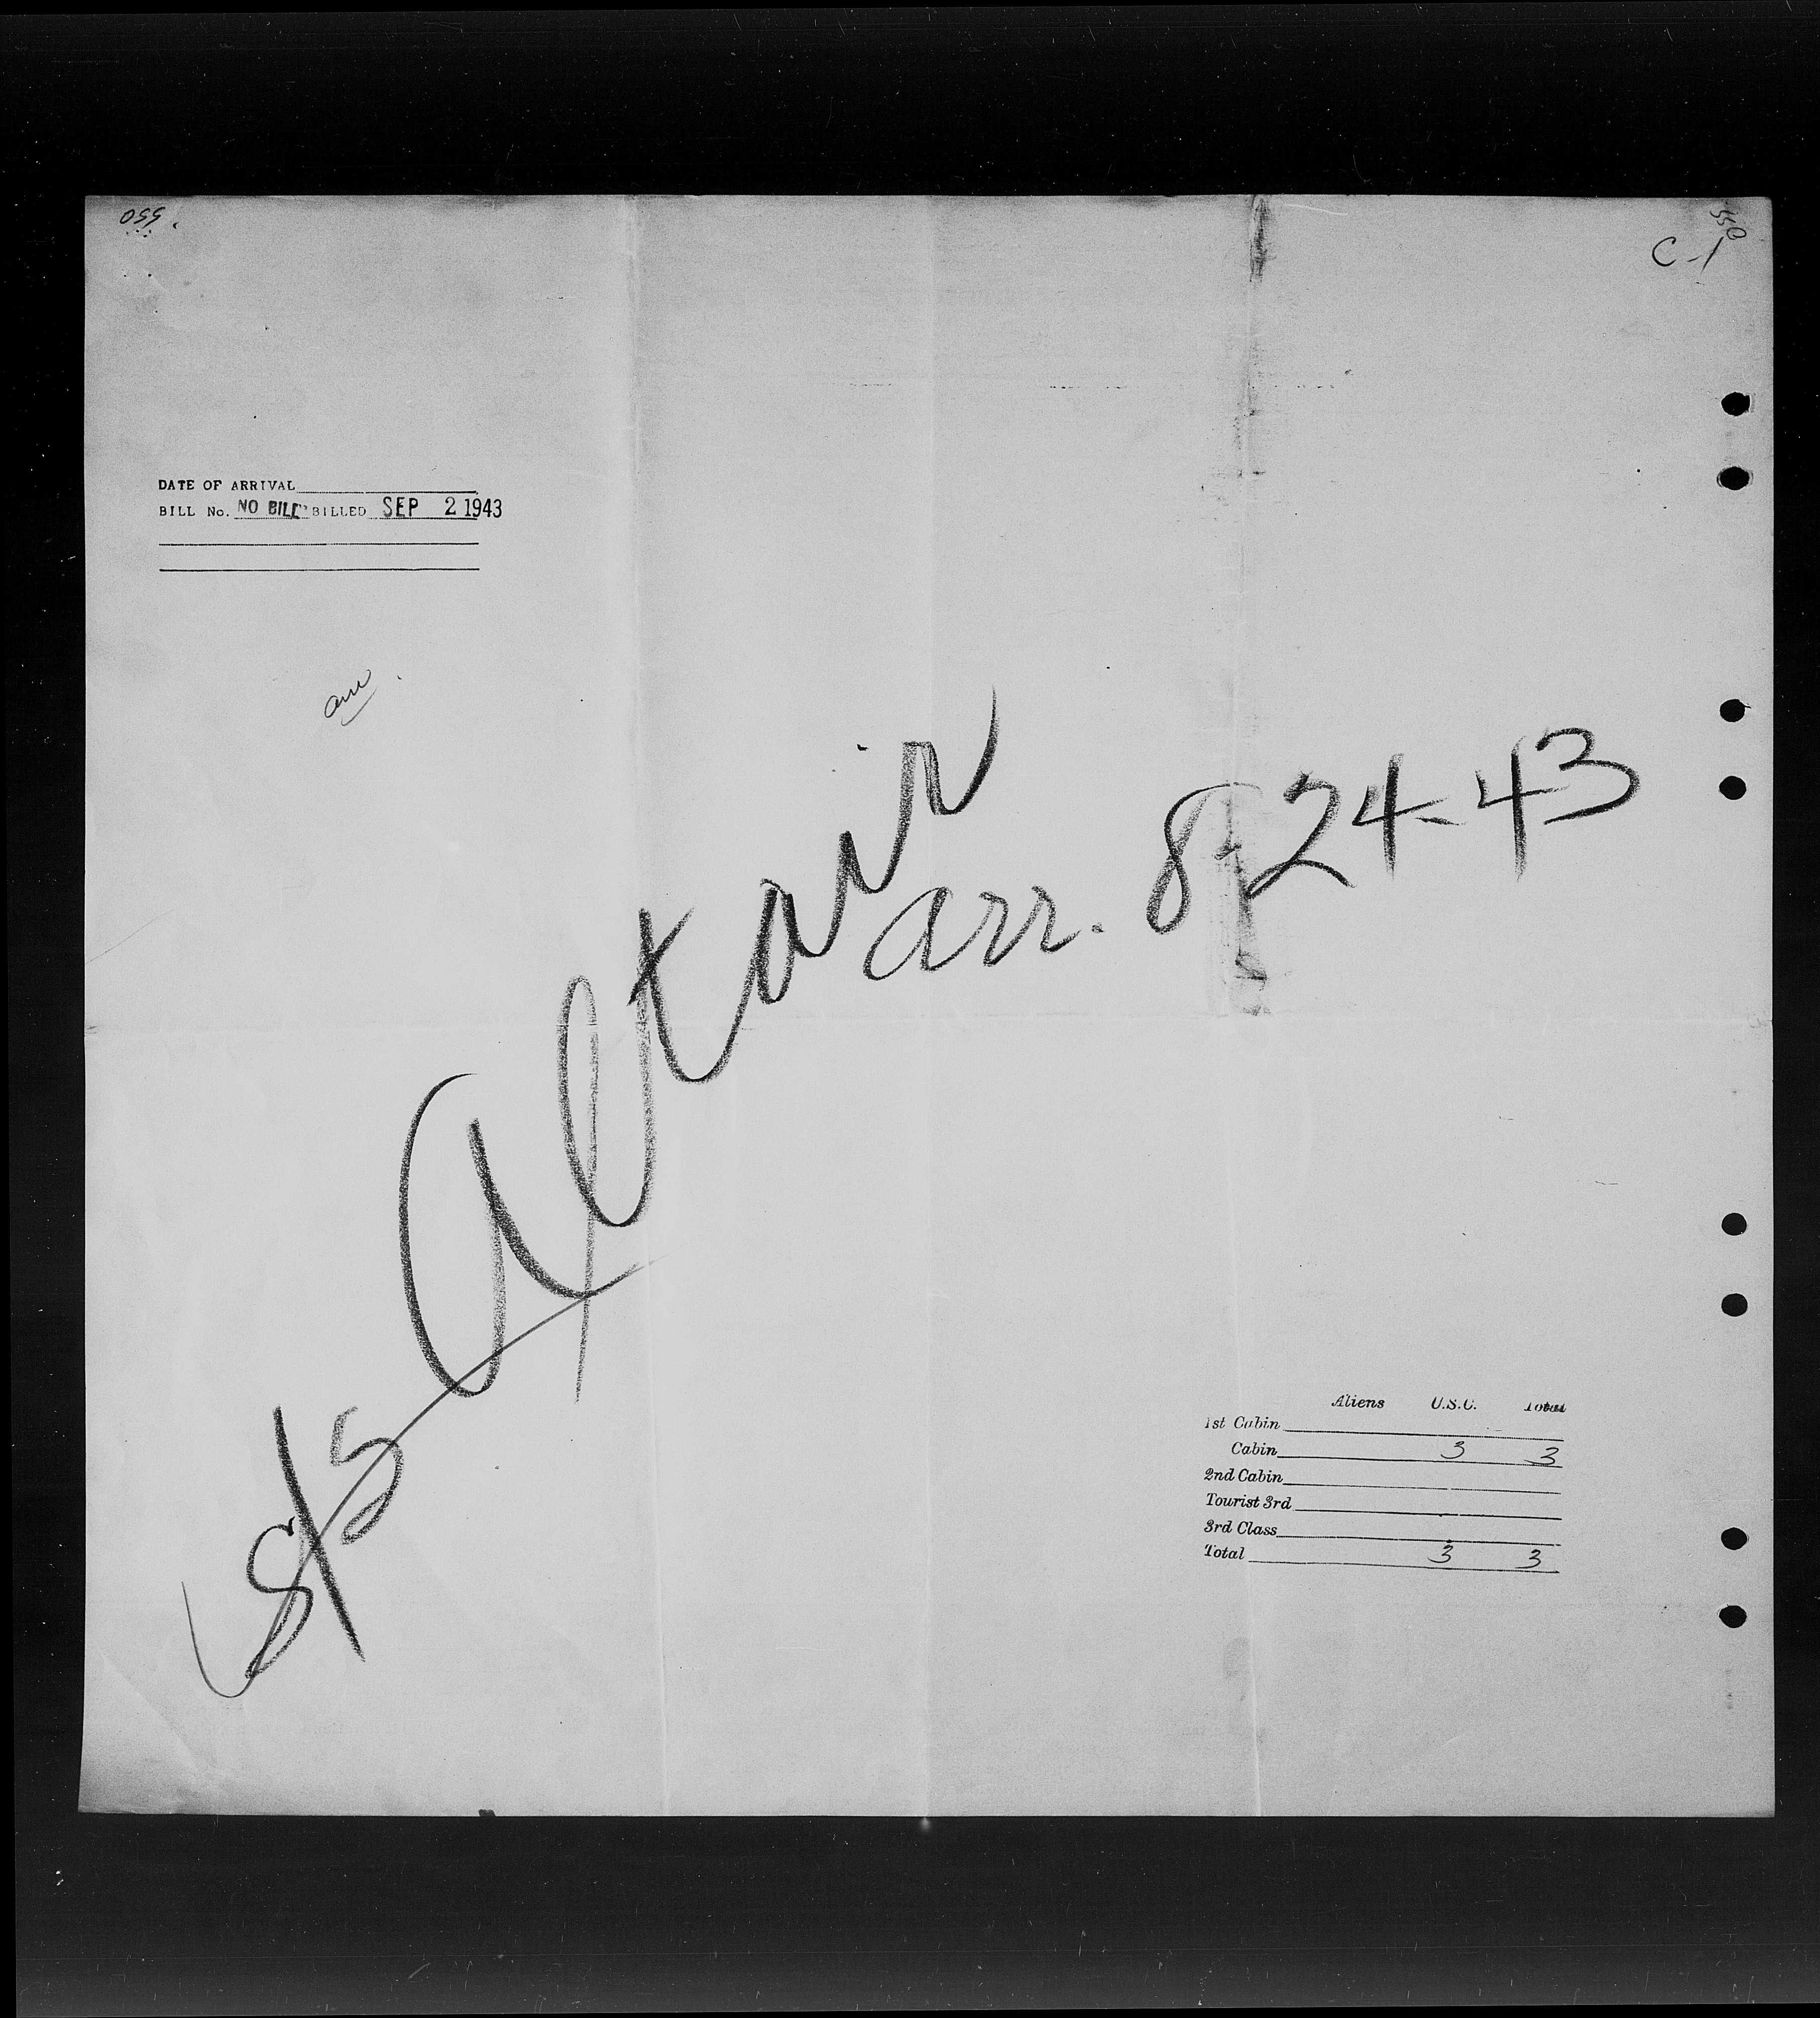 550
C-1
DATE OF ARRIVAL
BILL No. NO BILL BILLED SEP 2 1943
S/S Altair
arr. 8-24-43
Aliens U.S.C. Total
1st Cabin
Cabin 3 3
2nd Cabin
Tourist 3rd
3rd Class
Total 3 3